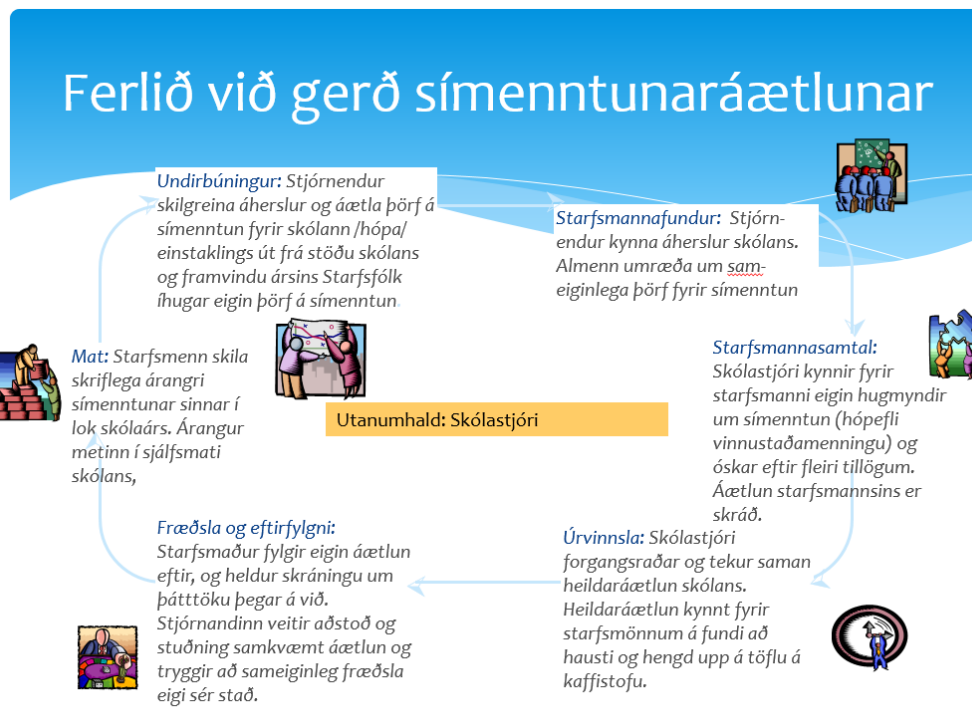 Ferlið við gerð símenntunaráætlunar
Undirbúningur: Stjórnendur
skilgreina áherslur og áætla þörf á
símenntun fyrir skólann /hópa/
einstaklings út frá stöðu skólans
og framvindu ársins Starfsfólk
íhugar eigin þörf á símenntun.
Starfsmannafundur: Stjórn-
endur kynna áherslur skólans.
Almenn umræða um sam-
eiginlega þörf fyrir símenntun
Starfsmannasamtal:
Skólastjóri kynnir fyrir
starfsmanni eigin hugmyndir
um símenntun (hópefli
vinnustaðamenningu) og
óskar eftir fleiri tillögum.
Áætlun starfsmannsins er
skráð.
Úrvinnsla: Skólastjóri
forgangsraðar og tekur saman
heildaráætlun skólans.
Heildaráætlun kynnt fyrir
starfsmönnum á fundi að
hausti og hengd upp á töflu á
kaffistofu.
Fræðsla og eftirfylgni:
Starfsmaður fylgir eigin áætlun
eftir, og heldur skráningu um
þátttöku þegar á við.
Stjórnandinn veitir aðstoð og
stuðning samkvæmt áætlun og
tryggir að sameiginleg fræðsla
eigi sér stað.
Mat: Starfsmenn skila
skriflega árangri
símenntunar sinnar í
lok skólaárs. Árangur
metinn í sjálfsmati
skólans,
Utanumhald: Skólastjóri